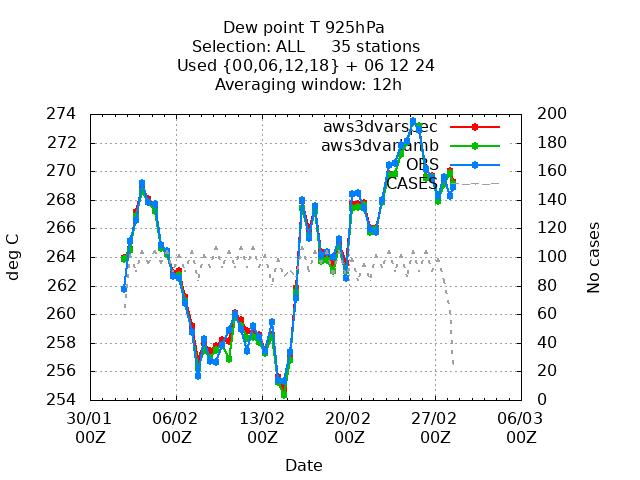 Dew point T 925hPa
Selection: ALL 35 stations
Used {00,06,12,18} + 06 12 24
Averaging window: 12h
274
272
270
268
266
264
262
260
258
256
254
200
180
160
140
120
100
80
60
40
20
0
deg C
No cases
aws3dvarspec
aws3dvarlamb
OBS
CASES
30/01 06/02 13/02 20/02 27/02 06/03
00Z 00Z 00Z 00Z 00Z 00Z
Date